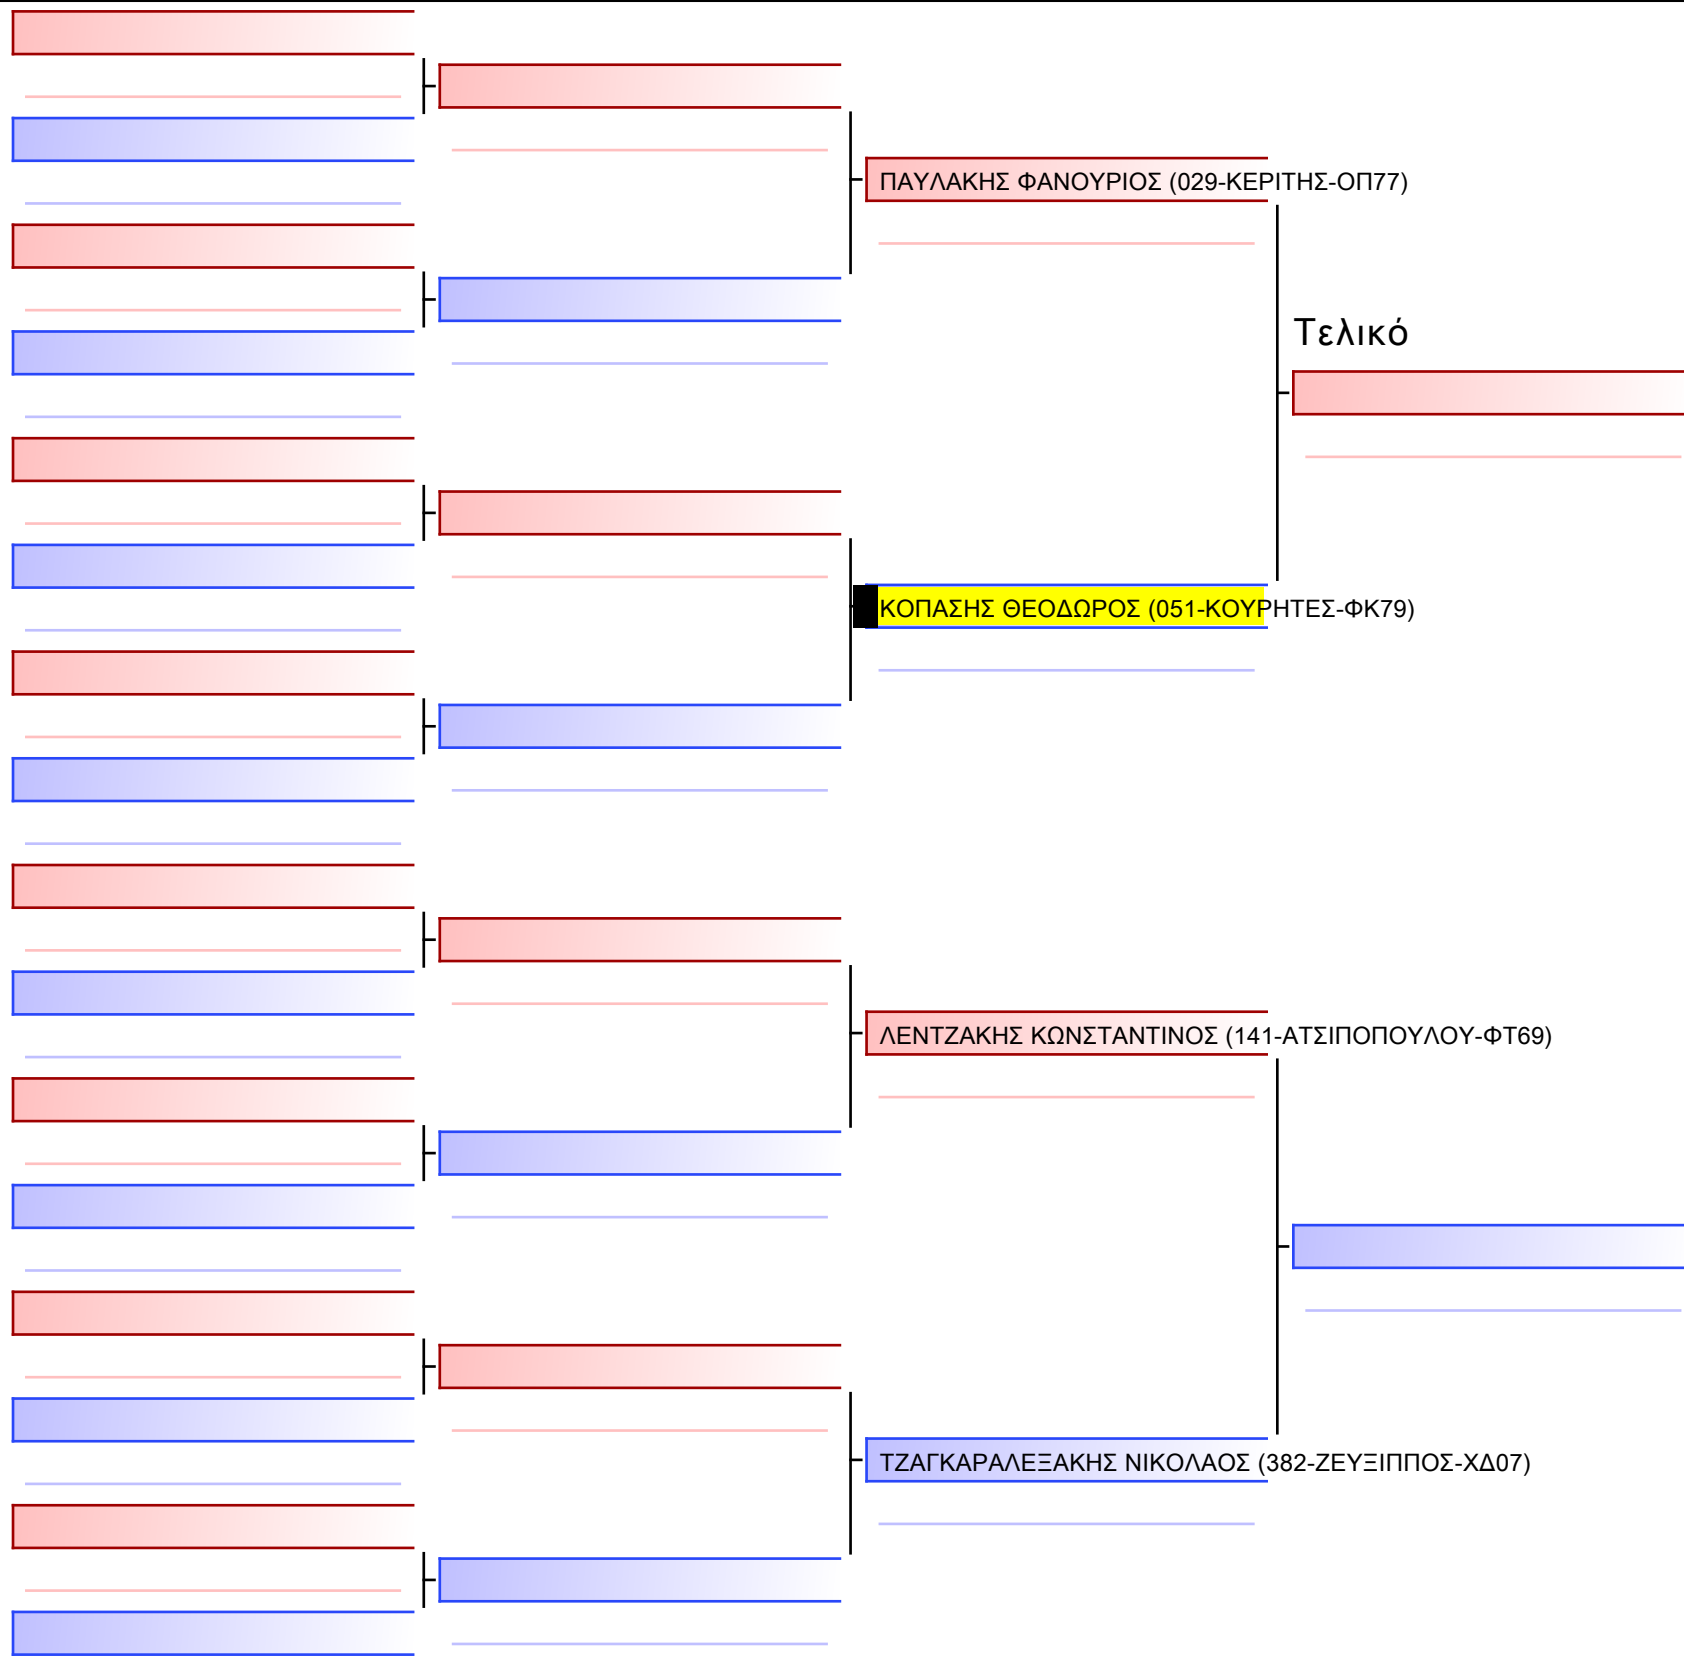 ΠΑΥΛΑΚΗΣ ΦΑΝΟΥΡΙΟΣ (029-ΚΕΡΙΤΗΣ-ΟΠ77)
Τελικό
ΚΟΠΑΣΗΣ ΘΕΟΔΩΡΟΣ (051-ΚΟΥΡΗΤΕΣ-ΦΚ79)
ΛΕΝΤΖΑΚΗΣ ΚΩΝΣΤΑΝΤΙΝΟΣ (141-ΑΤΣΙΠΟΠΟΥΛΟΥ-ΦΤ69)
ΤΖΑΓΚΑΡΑΛΕΞΑΚΗΣ ΝΙΚΟΛΑΟΣ (382-ΖΕΥΞΙΠΠΟΣ-ΧΔ07)